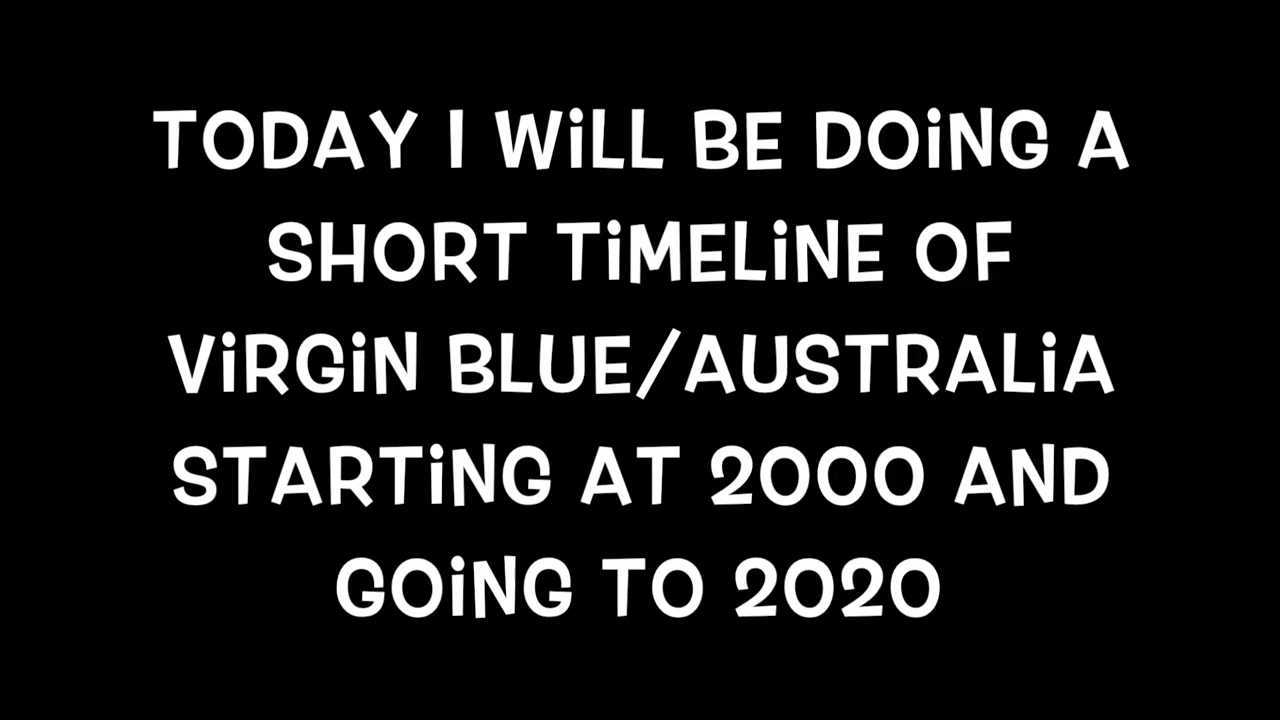 TODAY I WiLL BE DOiNG A
SHORT TiMELiNE OF
ViRGiN BLUE/AUSTRALiA
STARTiNG AT 2000 AND
GOiNG TO 2020